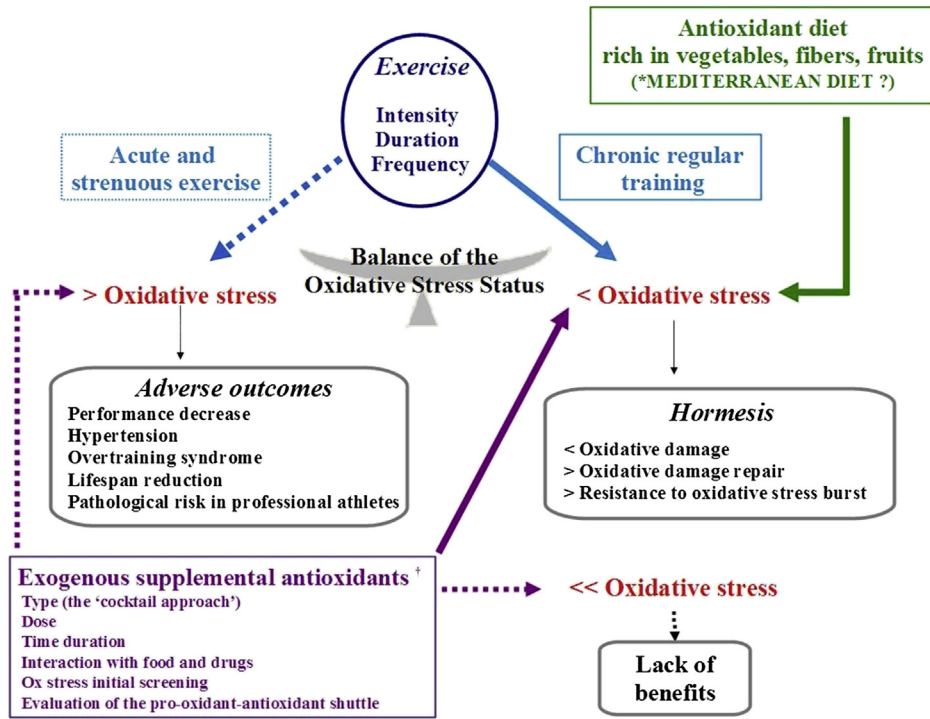 Exercise
Intensity
Duration
Frequency
Antioxidant diet
rich in vegetables, fibers, fruits
(*MEDITERRANEAN DIET ?)
Acute and
strenuous exercise
Chronic regular
training
Balance of the
Oxidative Stress Status
> Oxidative stress
< Oxidative stress
Adverse outcomes
Performance decrease
Hypertension
Overtraining syndrome
Lifespan reduction
Pathological risk in professional athletes
Hormesis
< Oxidative damage
> Oxidative damage repair
> Resistance to oxidative stress burst
Exogenous supplemental antioxidants †
Type (the ‘cocktail approach’)
Dose
Time duration
Interaction with food and drugs
Ox stress initial screening
Evaluation of the pro-oxidant-antioxidant shuttle
<< Oxidative stress
Lack of
benefits